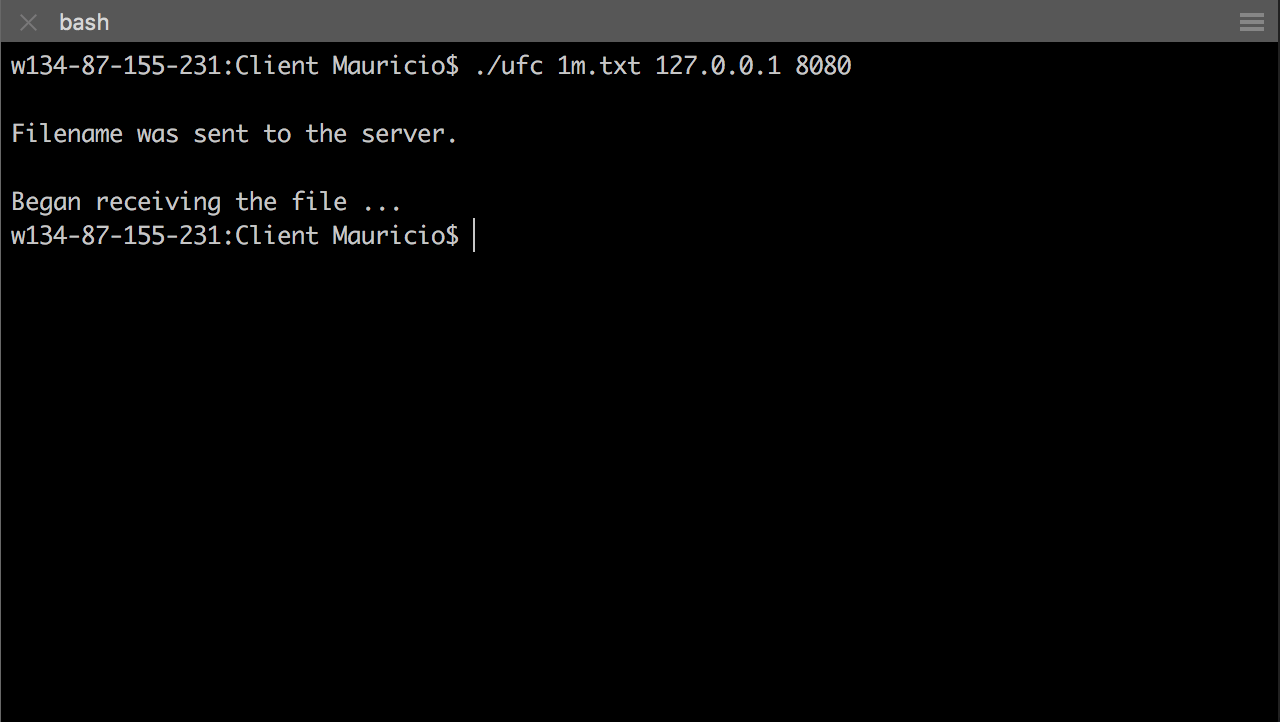 bash
w134-87-155-231:Client Mauricio$ ./ufc 1m.txt 127.0.0.1 8080
Filename was sent to the server.
Began receiving the file ...
w134-87-155-231:Client Mauricio$